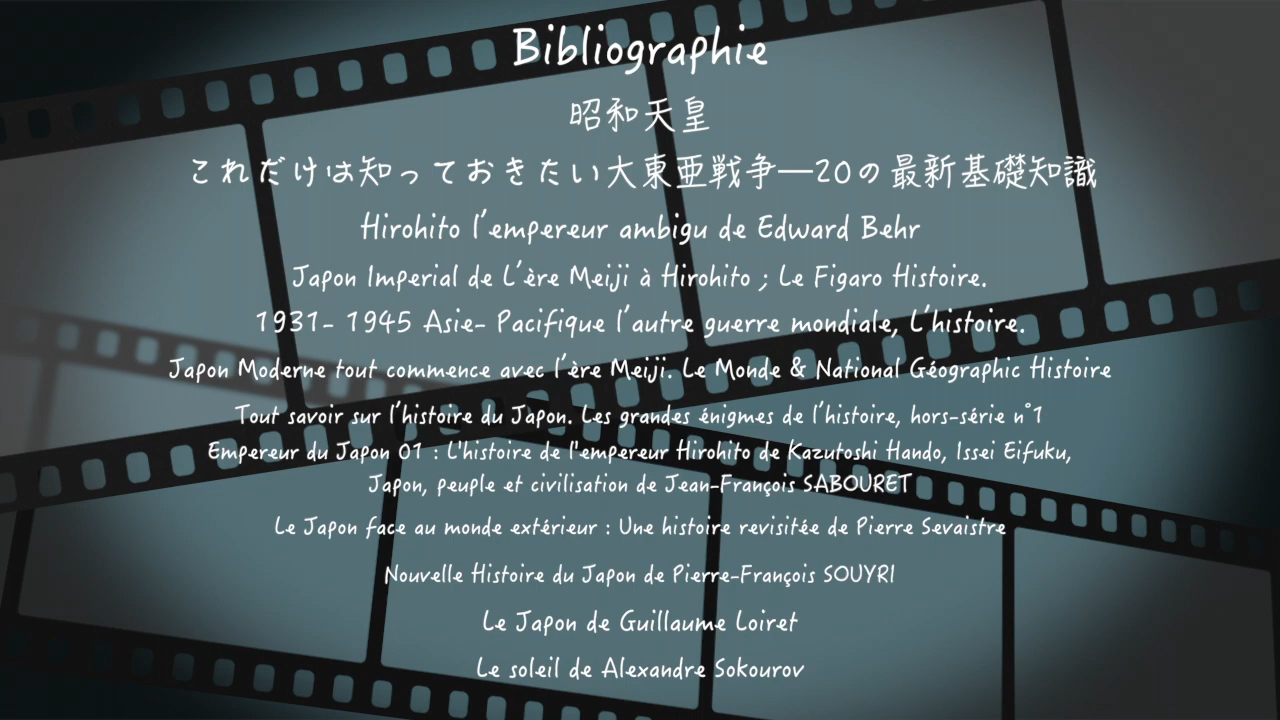 Bibliographie
昭和天皇
これだけは知っておきたい大東亜戦争―20の最新基礎知識
Hirohito l'empereur ambigu de Edward Behr
Japon Imperial de L'ère Meiji à Hirohito ; Le Figaro Histoire.
1931- 1945 Asie- Pacifique l'autre guerre mondiale, L'histoire.
Japon Moderne tout commence avec l'ère Meiji. Le Monde & National Géographic Histoire
Tout savoir sur l'histoire du Japon. Les grandes énigmes de l'histoire, hors-série n°1
Empereur du Japon 01 : L'histoire de l"empereur Hirohito de Kazutoshi Hando, Issei Eifuku,
Japon, peuple et civilisation de Jean-François SABOURET
Le Japon face au monde extérieur : Une histoire revisitée de Pierre Sevaistre
Nouvelle Histoire du Japon de Pierre-François SOUYRI
Le Japon de Guillaume Loiret
Le soleil de Alexandre Sokourov